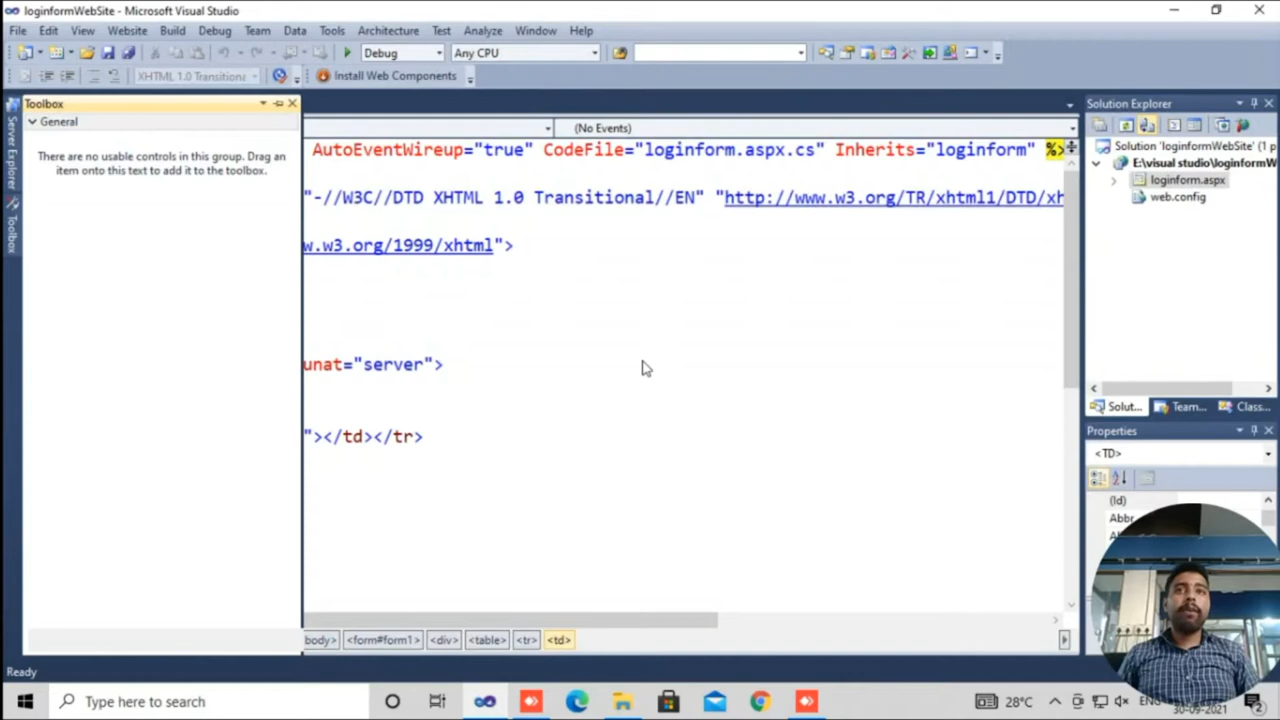 loginformWebSite - Microsoft Visual Studio
File Edit View Website Build Debug Team Data Tools Architecture Test Analyze Window Help
Debug Any CPU
XHTML 1.0 Transitiona Install Web Components
Toolbox
General
There are no usable controls in this group. Drag an
item onto this text to add it to the toolbox.
Server Explorer
Toolbox
(No Events)
AutoEventWireup="true" CodeFile="loginform.aspx.cs" Inherits="loginform" %>
"-//W3C//DTD XHTML 1.0 Transitional//EN" "http://www.w3.org/TR/xhtml1/DTD/xh
w.w3.org/1999/xhtml">
unat="server">
"></td></tr>
body> <form#form1> <div> <table> <tr> <td>
Solution Explorer
Solution 'loginformWebSite' (1 p
E:\visual studio\loginformW
loginform.aspx
web.config
Solut... Team... Class...
Properties
<TD>
(Id)
Abbr
Ready
Type here to search
28°C
ENG
30-09-2021
2